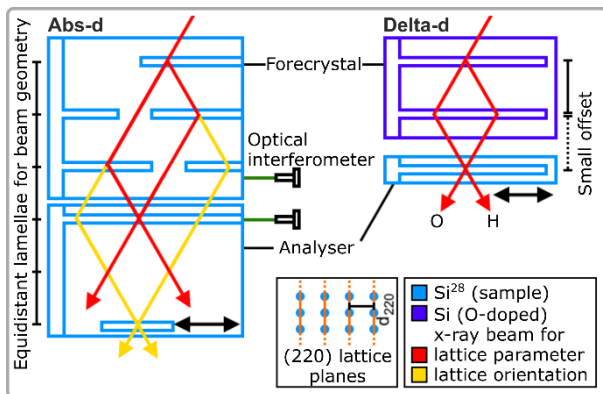 Abs-d
Delta-d
Forecrystal
Optical
interferometer
Analyser
Equidistant lamellae for beam geometry
Small offset
O
H
d220
(220) lattice
planes
Si²⁸ (sample)
Si (O-doped)
x-ray beam for
lattice parameter
lattice orientation